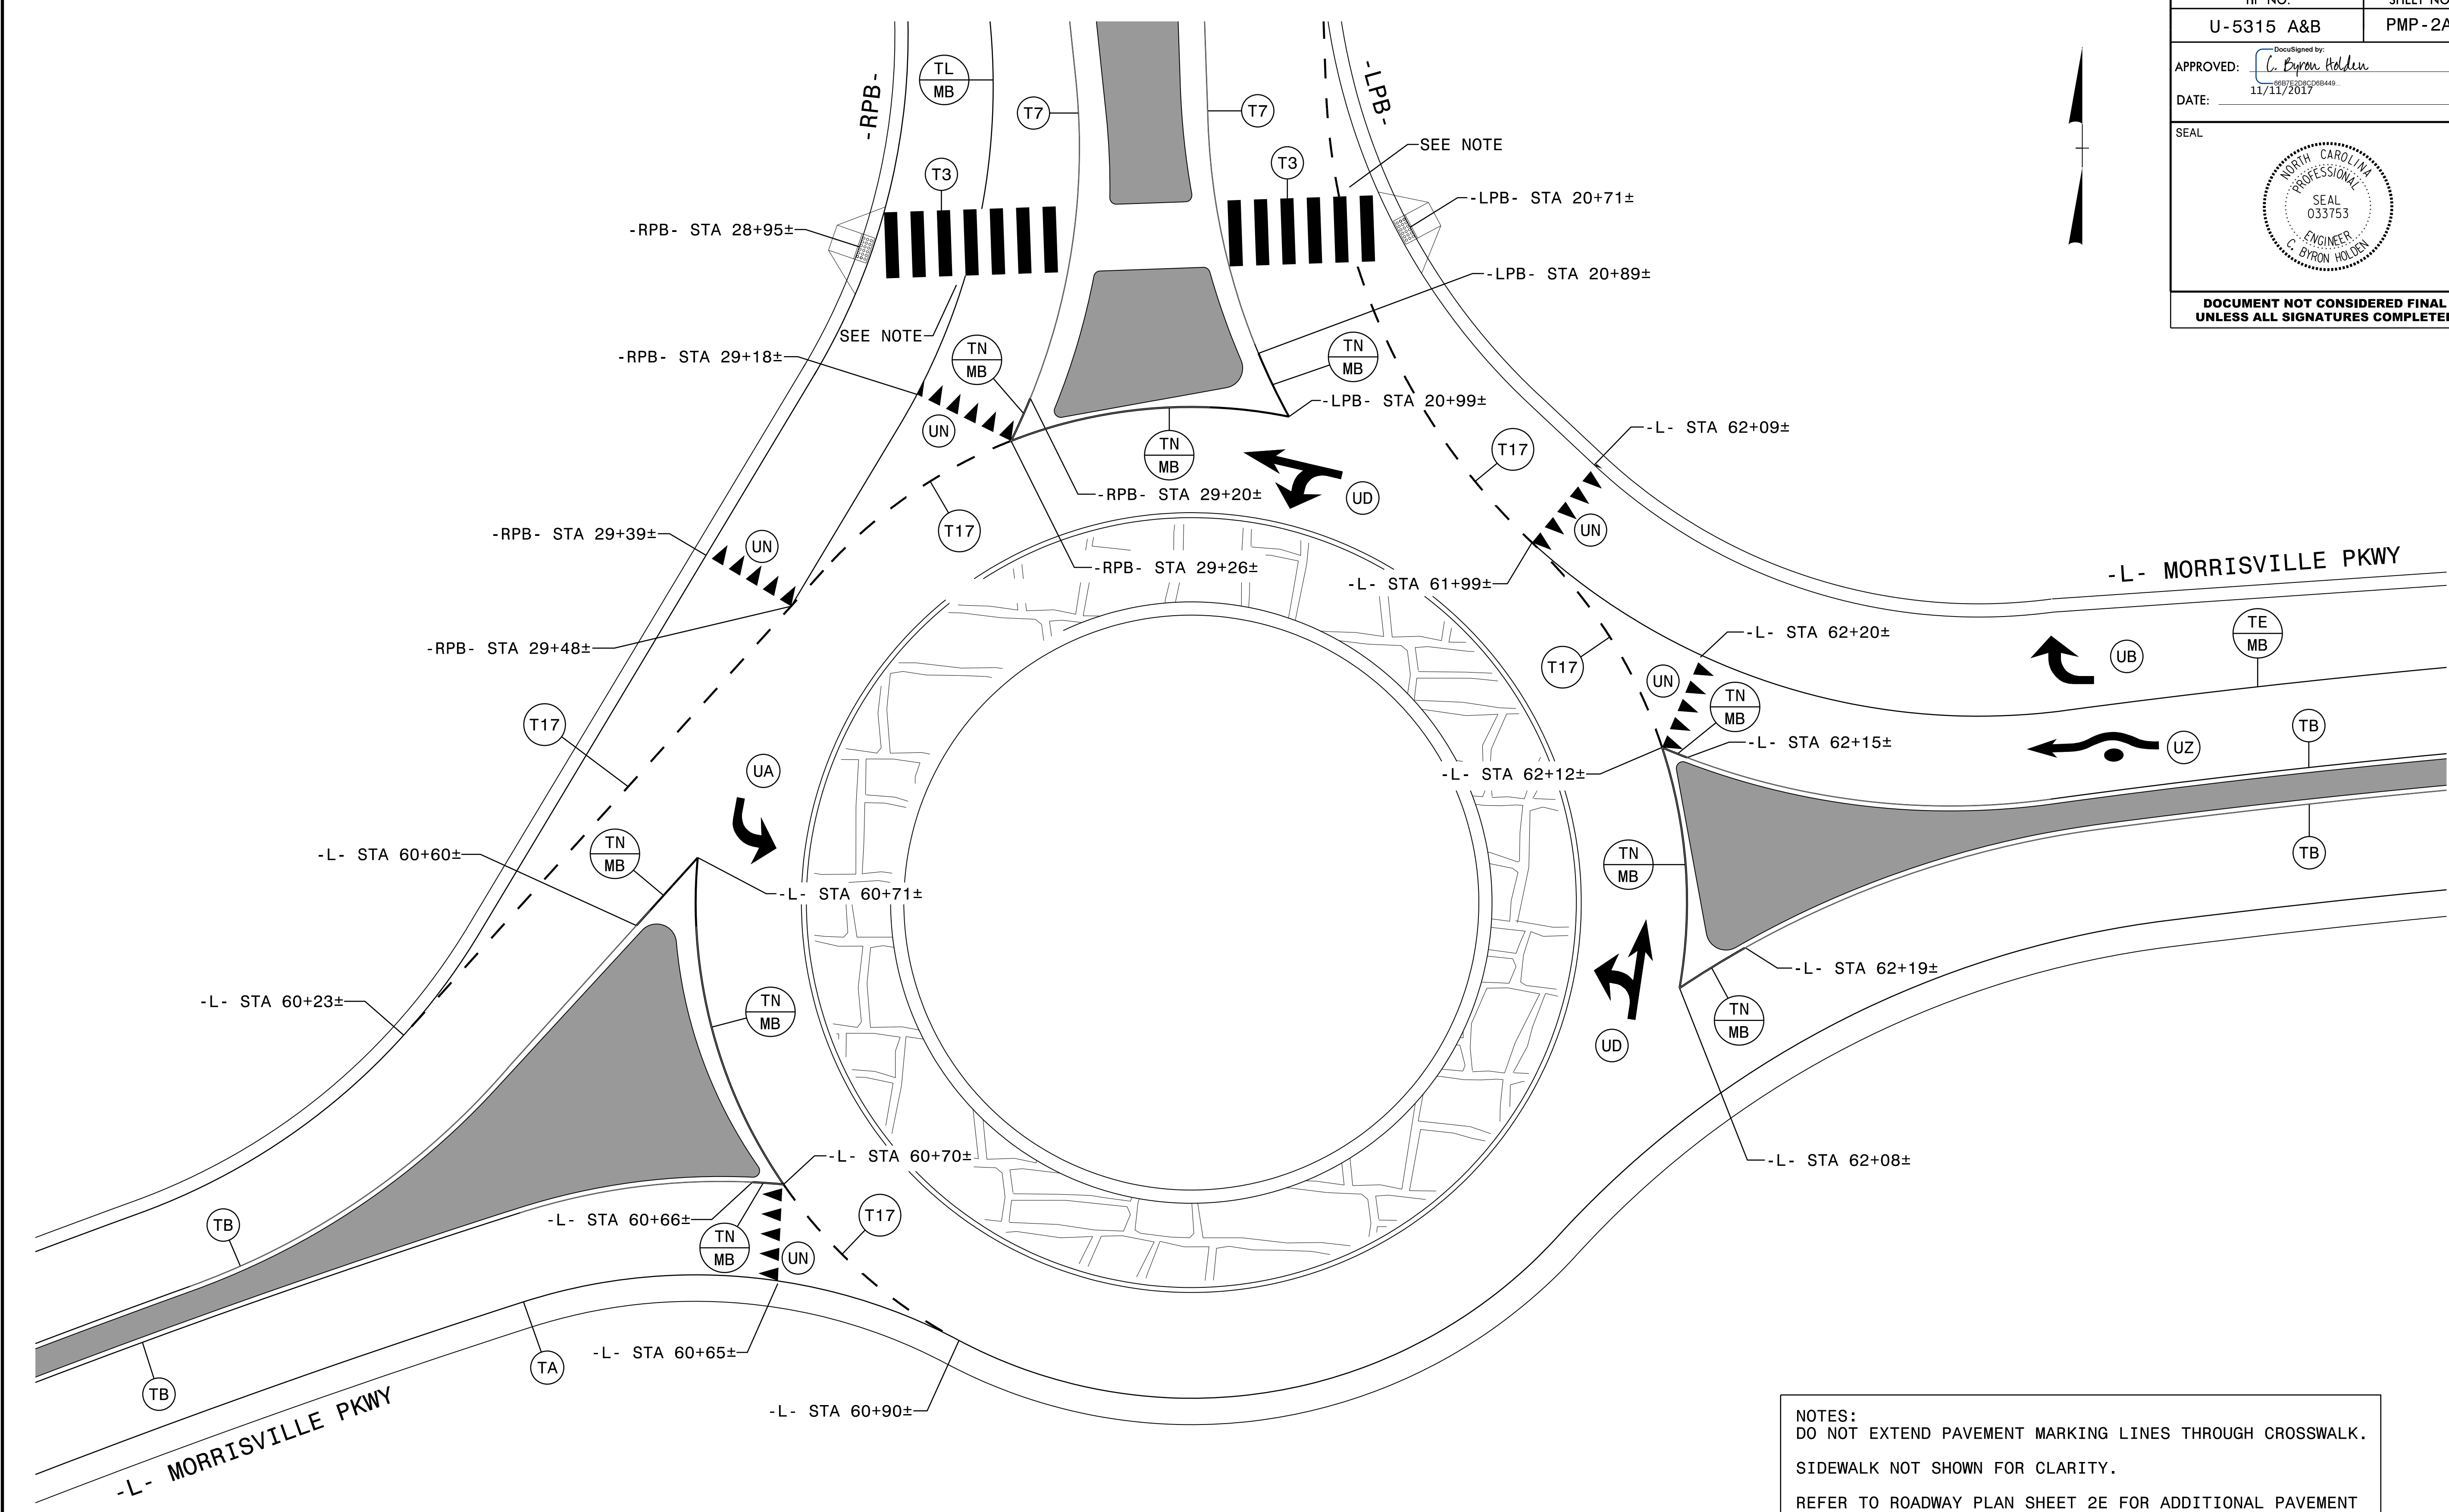 TIP NO.
SHEET NO
U-5315 A&B
PMP-2A
DocuSigned by:
APPROVED:
C. Byron Holden
66B7E2D8CD6B449...
11/11/2017
DATE:
SEAL
NORTH CAROLINA
PROFESSIONAL
SEAL
033753
ENGINEER
C. BYRON HOLDEN
DOCUMENT NOT CONSIDERED FINAL
UNLESS ALL SIGNATURES COMPLETE
-RPB-
TL
MB
T7
T7
-LPB-
T3
T3
SEE NOTE
-RPB- STA 28+95±
-LPB- STA 20+71±
-LPB- STA 20+89±
SEE NOTE
-RPB- STA 29+18±
TN
MB
TN
MB
-LPB- STA 20+99±
UN
TN
MB
T17
-L- STA 62+09±
-RPB- STA 29+20±
UD
-RPB- STA 29+39±
UN
T17
UN
-RPB- STA 29+26±
-L- STA 61+99±
-L- MORRISVILLE PKWY
-RPB- STA 29+48±
-L- STA 62+20±
TE
MB
UB
T17
UN
TN
MB
T17
TB
-L- STA 62+15±
UZ
UA
-L- STA 62+12±
-L- STA 60+60±
TN
MB
TN
MB
TB
-L- STA 60+71±
-L- STA 62+19±
-L- STA 60+23±
TN
MB
TN
MB
UD
-L- STA 60+70±
-L- STA 62+08±
TB
-L- STA 60+66±
T17
TN
MB
UN
-L- STA 60+65±
TA
TB
-L- STA 60+90±
-L- MORRISVILLE PKWY
NOTES:
DO NOT EXTEND PAVEMENT MARKING LINES THROUGH CROSSWALK.
SIDEWALK NOT SHOWN FOR CLARITY.
REFER TO ROADWAY PLAN SHEET 2E FOR ADDITIONAL PAVEMENT